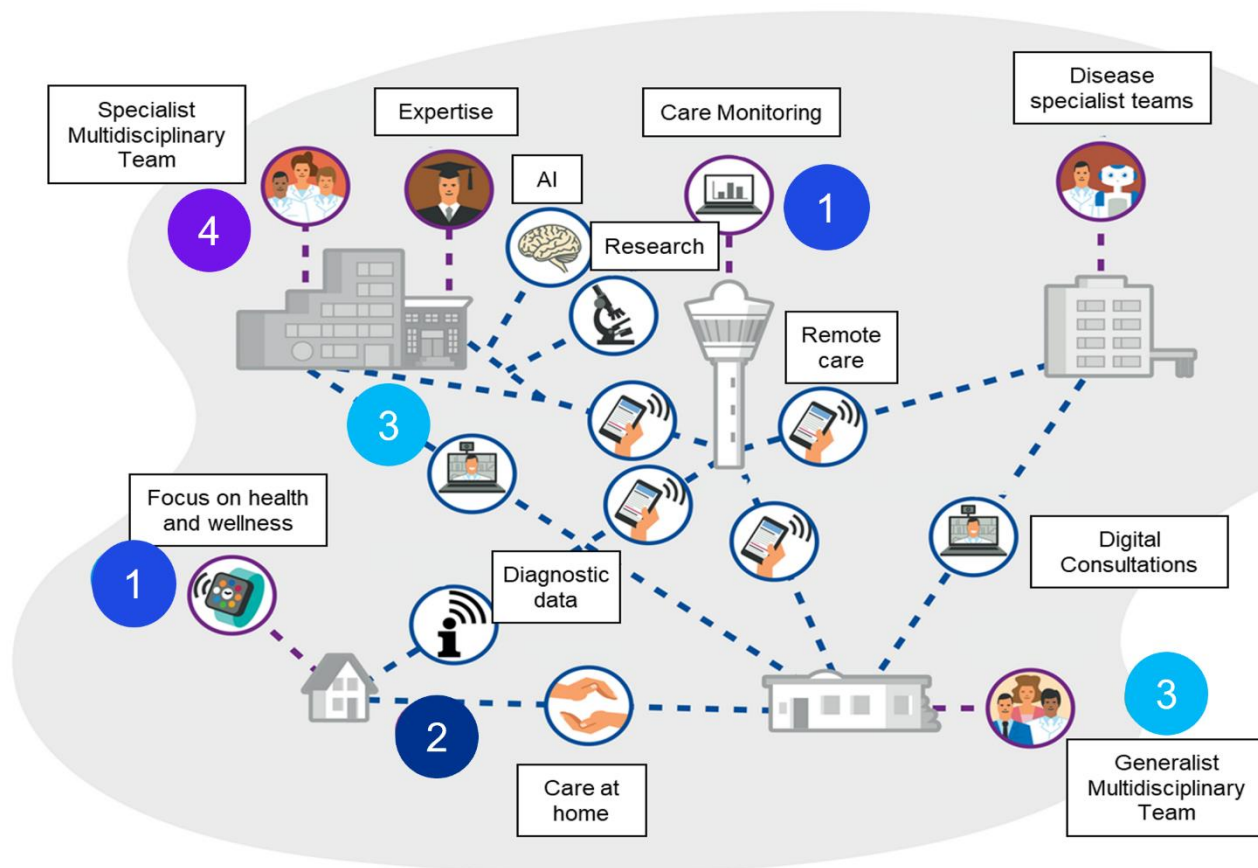 Specialist
Multidisciplinary
Team
4
Expertise
AI
Research
Care Monitoring
1
Disease
specialist teams
Remote
care
3
Focus on health
and wellness
1
Diagnostic
data
Digital
Consultations
2
Care at
home
3
Generalist
Multidisciplinary
Team